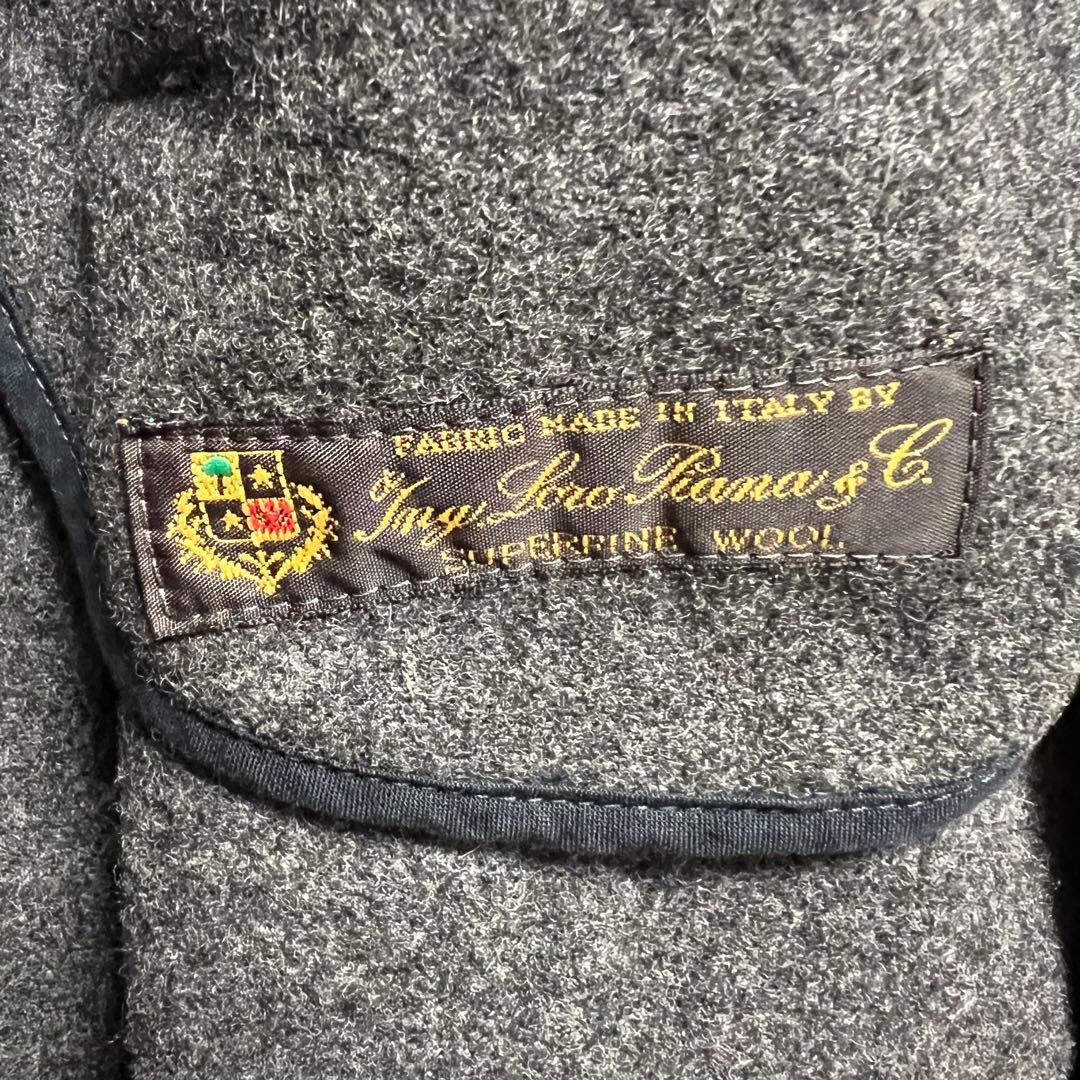 FABRIC MADE IN ITALY BY
Ing. Loro Piana & C.
SUPERFINE WOOL